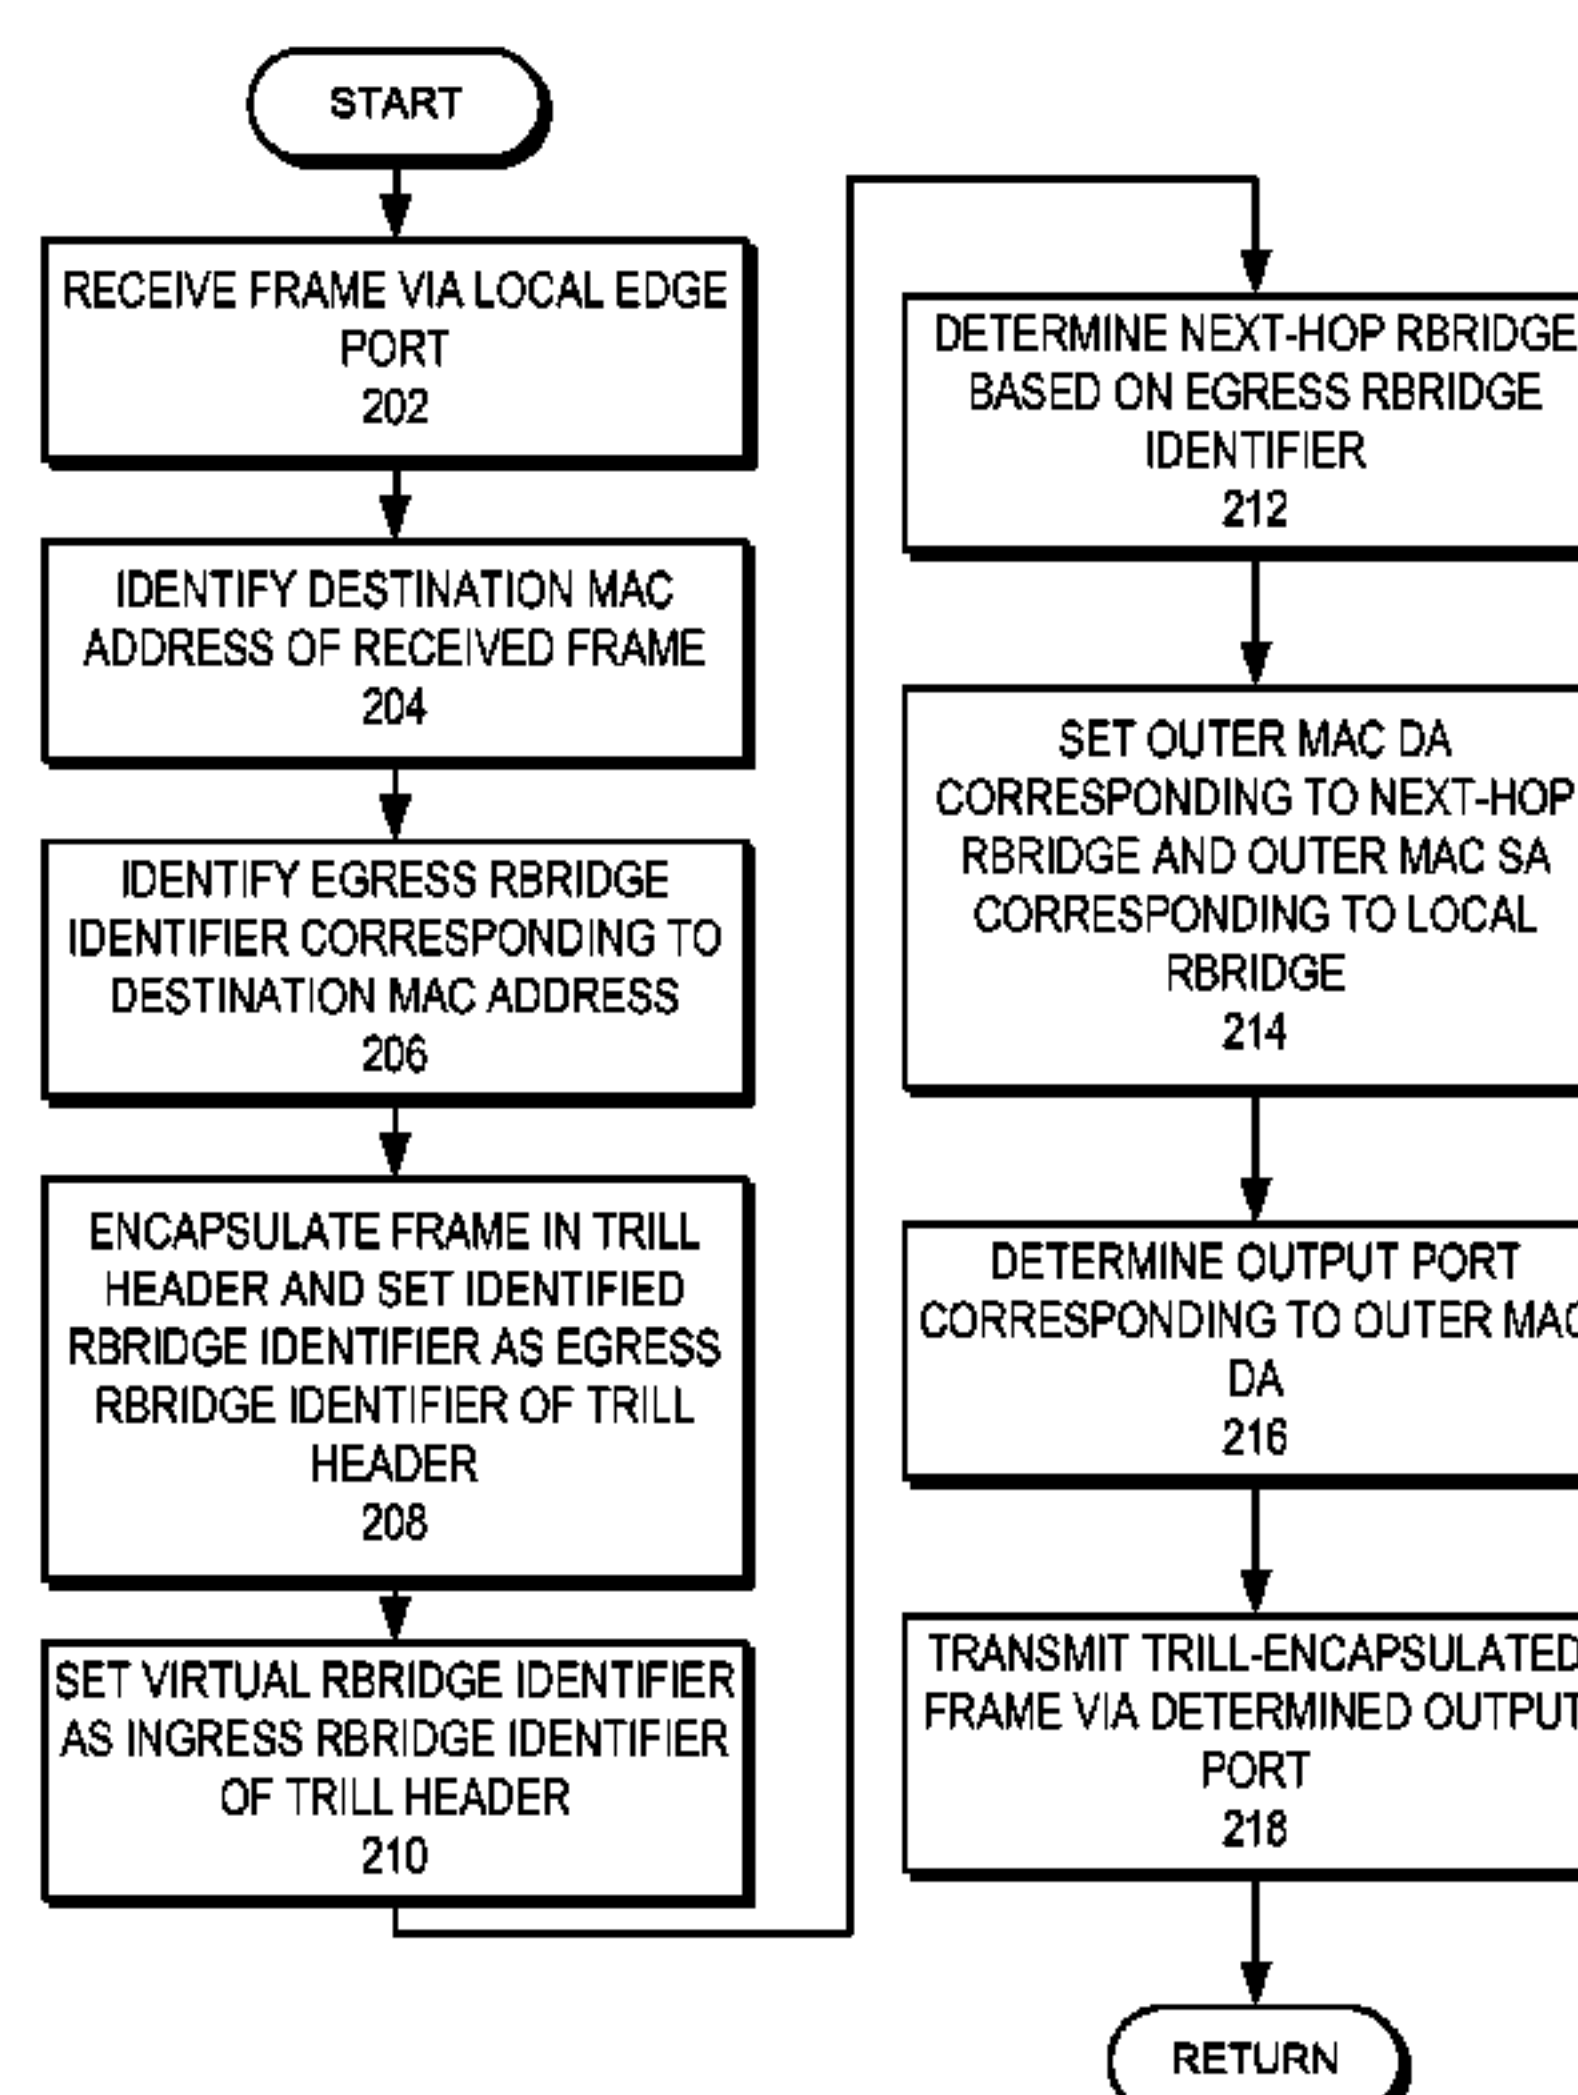 START
RECEIVE FRAME VIA LOCAL EDGE
PORT
202
IDENTIFY DESTINATION MAC
ADDRESS OF RECEIVED FRAME
204
IDENTIFY EGRESS RBRIDGE
IDENTIFIER CORRESPONDING TO
DESTINATION MAC ADDRESS
206
ENCAPSULATE FRAME IN TRILL
HEADER AND SET IDENTIFIED
RBRIDGE IDENTIFIER AS EGRESS
RBRIDGE IDENTIFIER OF TRILL
HEADER
208
SET VIRTUAL RBRIDGE IDENTIFIER
AS INGRESS RBRIDGE IDENTIFIER
OF TRILL HEADER
210
DETERMINE NEXT-HOP RBRIDGE
BASED ON EGRESS RBRIDGE
IDENTIFIER
212
SET OUTER MAC DA
CORRESPONDING TO NEXT-HOP
RBRIDGE AND OUTER MAC SA
CORRESPONDING TO LOCAL
RBRIDGE
214
DETERMINE OUTPUT PORT
CORRESPONDING TO OUTER MAC
DA
216
TRANSMIT TRILL-ENCAPSULATED
FRAME VIA DETERMINED OUTPUT
PORT
218
RETURN